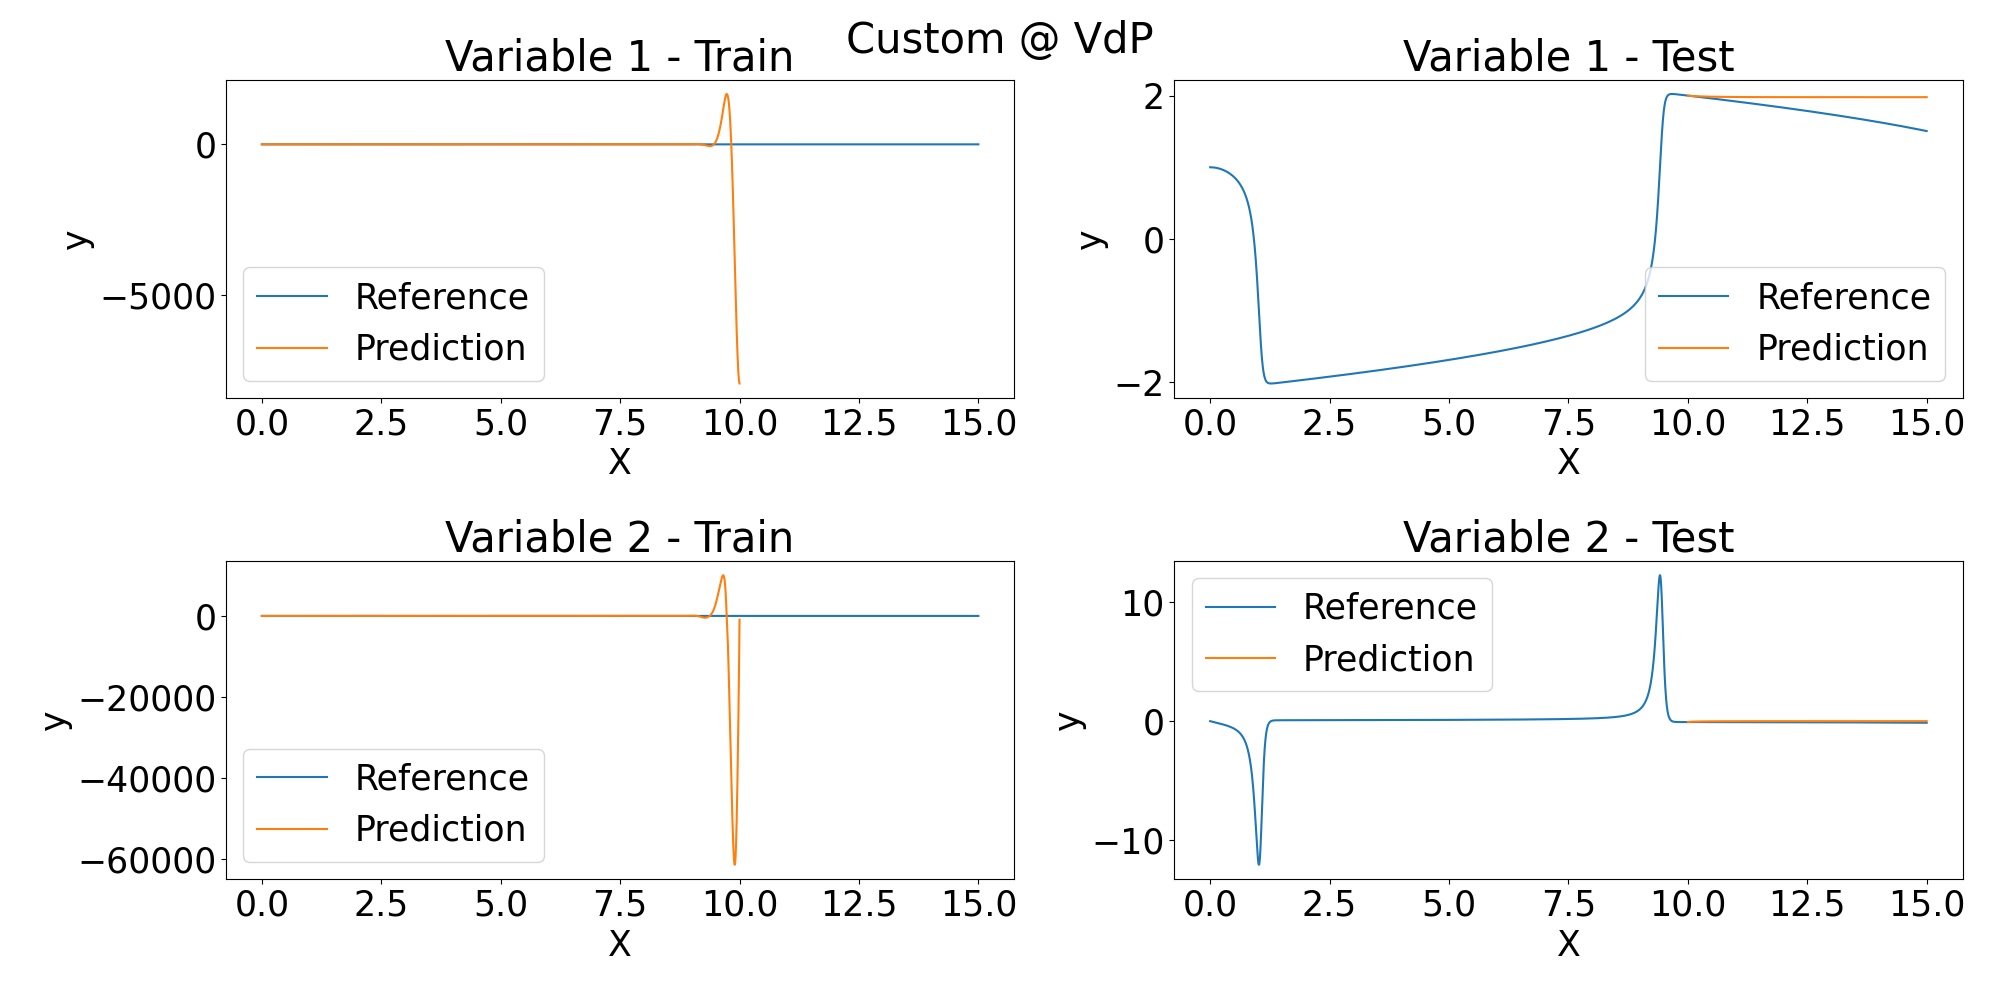 Custom @ VdP
Variable 1 - Train
0
−5000
y
Reference
Prediction
0.0 2.5 5.0 7.5 10.0 12.5 15.0
X
Variable 1 - Test
2
0
−2
y
Reference
Prediction
0.0 2.5 5.0 7.5 10.0 12.5 15.0
X
Variable 2 - Train
0
−20000
−40000
−60000
y
Reference
Prediction
0.0 2.5 5.0 7.5 10.0 12.5 15.0
X
Variable 2 - Test
10
0
−10
y
Reference
Prediction
0.0 2.5 5.0 7.5 10.0 12.5 15.0
X